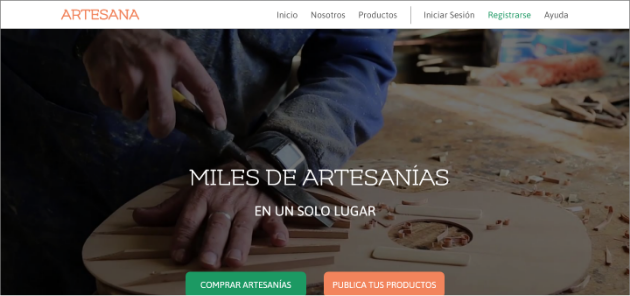 ARTESANA
Inicio Nosotros Productos Iniciar Sesión Registrarse Ayuda
MILES DE ARTESANÍAS
EN UN SOLO LUGAR
COMPRAR ARTESANÍAS PUBLICA TUS PRODUCTOS